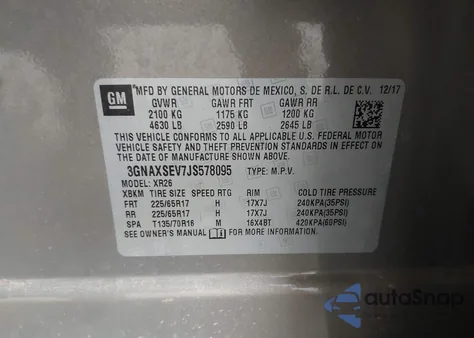 GM
*MFD BY GENERAL MOTORS DE MEXICO, S. DE R.L. DE C.V. 12/17
GVWR GAWR FRT GAWR RR
2100 KG 1175 KG 1200 KG
4630 LB 2590 LB 2645 LB
THIS VEHICLE CONFORMS TO ALL APPLICABLE U.S. FEDERAL MOTOR
VEHICLE SAFETY AND THEFT PREVENTION STANDARDS IN EFFECT ON
THE DATE OF MANUFACTURE SHOWN ABOVE.
3GNAXSEV7JS578095 TYPE: M.P.V.
MODEL: XR26
XBKM TIRE SIZE SPEED RTG RIM COLD TIRE PRESSURE
FRT 225/65R17 H 17X7J 240KPA(35PSI)
RR 225/65R17 H 17X7J 240KPA(35PSI)
SPA T135/70R16 M 16X4BT 420KPA(60PSI)
SEE OWNER'S MANUAL FOR MORE INFORMATION.
autoSnap